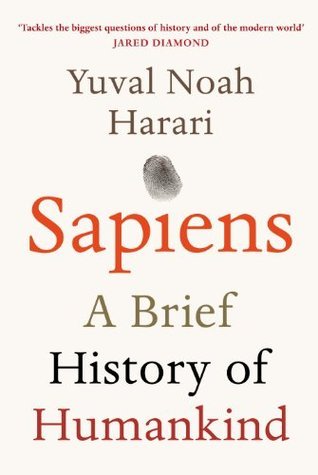 ‘Tackles the biggest questions of history and of the modern world’
JARED DIAMOND
Yuval Noah
Harari
Sapiens
A Brief
History of
Humankind